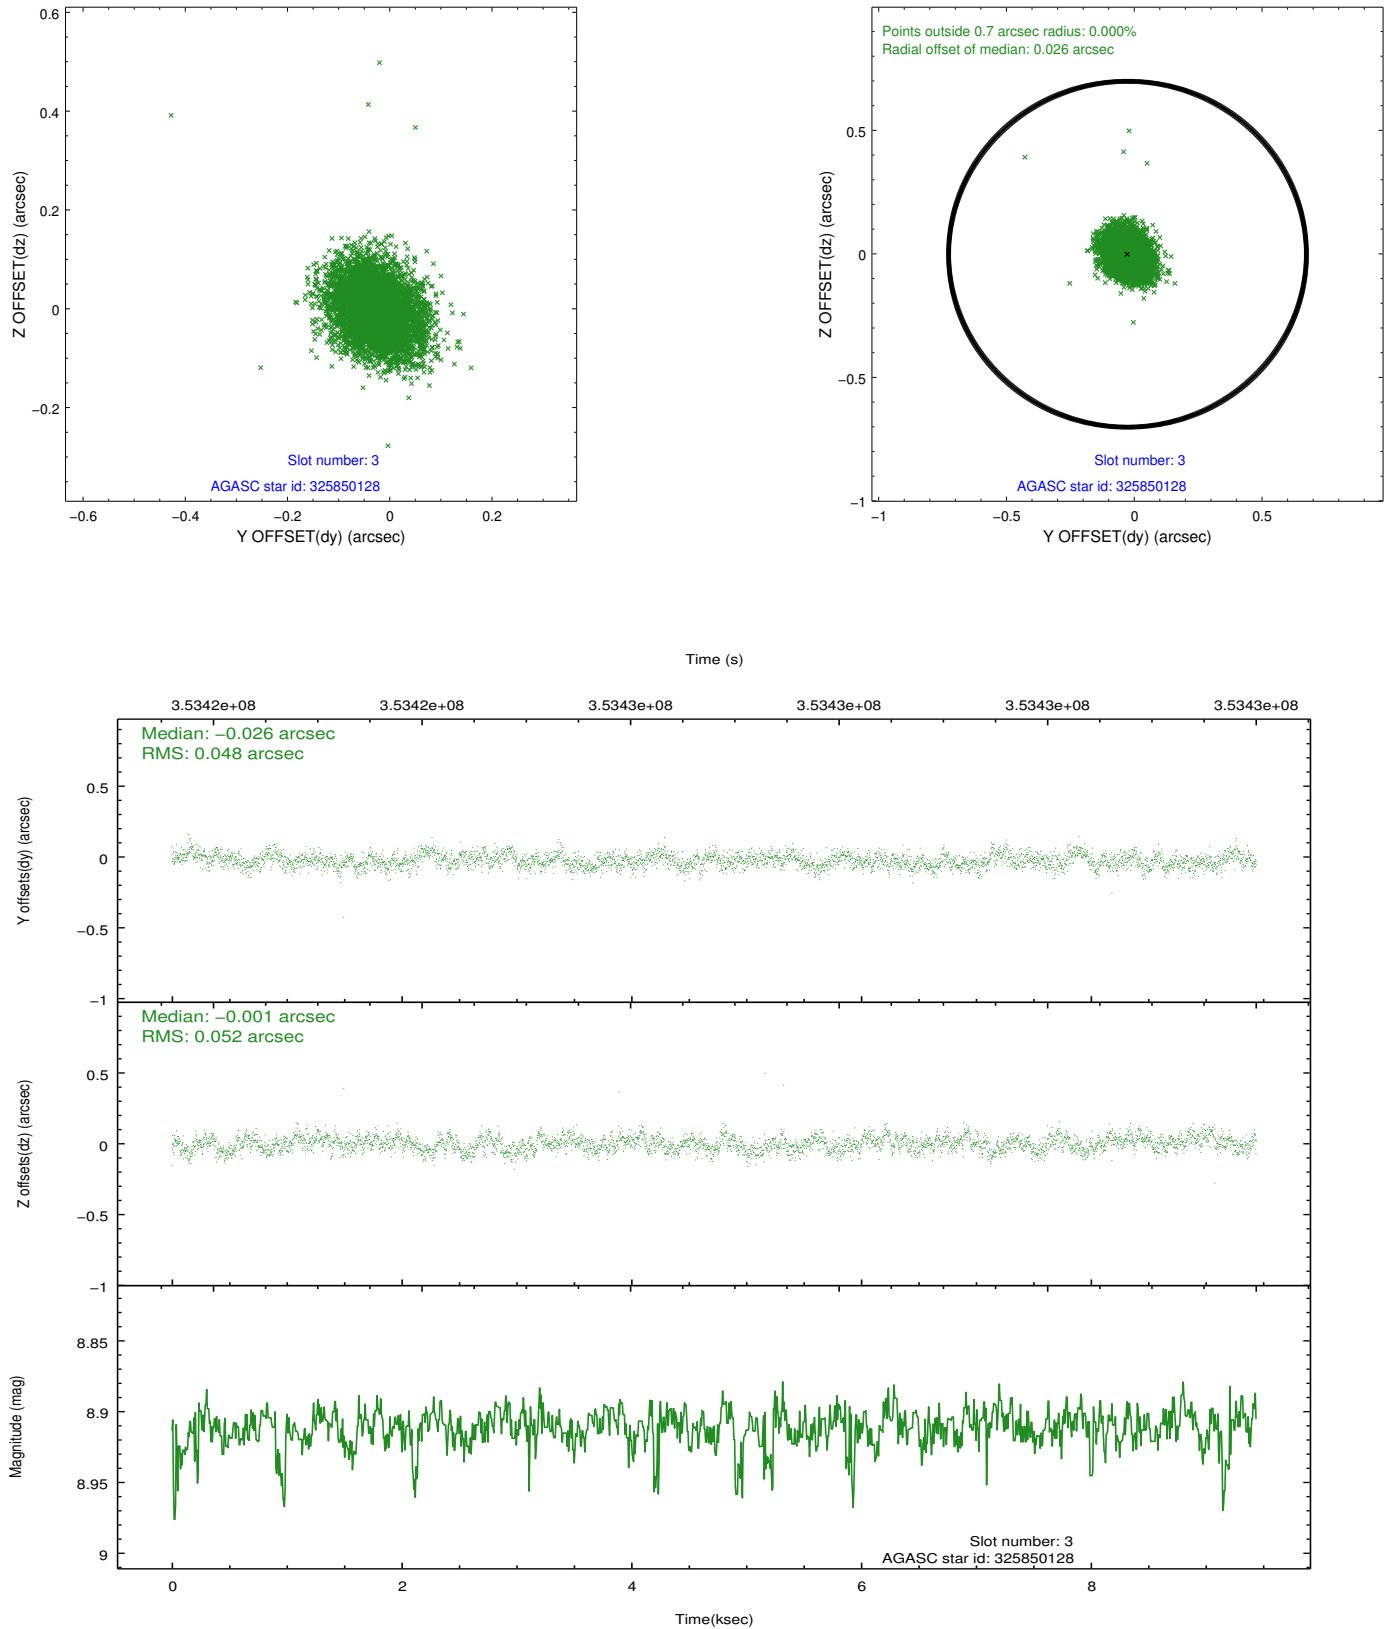 0.6
0.4
0.2
0
−0.2
Z OFFSET(dz) (arcsec)
Slot number: 3
AGASC star id: 325850128
−0.6 −0.4 −0.2 0 0.2
Y OFFSET(dy) (arcsec)
Points outside 0.7 arcsec radius: 0.000%
Radial offset of median: 0.026 arcsec
0.5
0
−0.5
−1
Z OFFSET(dz) (arcsec)
Slot number: 3
AGASC star id: 325850128
−1 −0.5 0 0.5
Y OFFSET(dy) (arcsec)
Time (s)
3.5342e+08 3.5342e+08 3.5343e+08 3.5343e+08 3.5343e+08 3.5343e+08
Median: −0.026 arcsec
RMS: 0.048 arcsec
0.5
0
−0.5
−1
Y offsets(dy) (arcsec)
Median: −0.001 arcsec
RMS: 0.052 arcsec
0.5
0
−0.5
−1
Z offsets(dz) (arcsec)
8.85
8.9
8.95
9
Magnitude (mag)
Slot number: 3
AGASC star id: 325850128
0 2 4 6 8
Time(ksec)